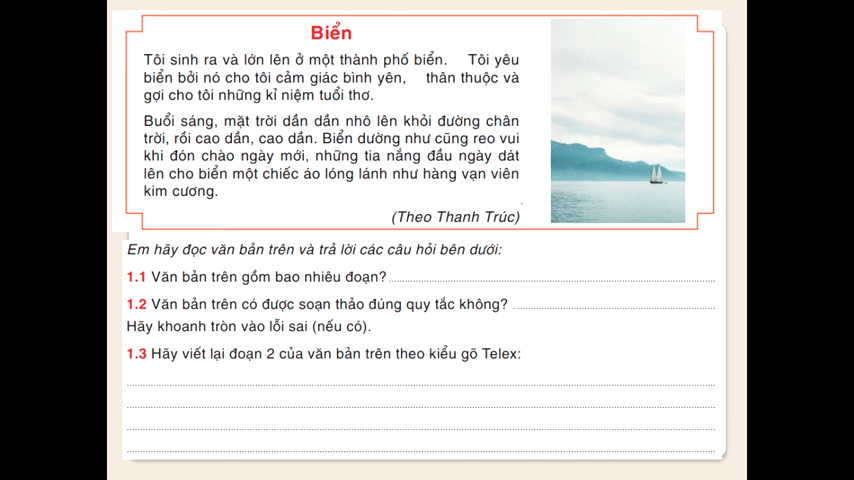 Biển
Tôi sinh ra và lớn lên ở một thành phố biển.    Tôi yêu
biển bởi nó cho tôi cảm giác bình yên,    thân thuộc và
gợi cho tôi những kỉ niệm tuổi thơ.
Buổi sáng, mặt trời dần dần nhô lên khỏi đường chân
trời, rồi cao dần, cao dần. Biển dường như cũng reo vui
khi đón chào ngày mới, những tia nắng đầu ngày dát
lên cho biển một chiếc áo lóng lánh như hàng vạn viên
kim cương.
(Theo Thanh Trúc)
Em hãy đọc văn bản trên và trả lời các câu hỏi bên dưới:
1.1 Văn bản trên gồm bao nhiêu đoạn?
1.2 Văn bản trên có được soạn thảo đúng quy tắc không?
Hãy khoanh tròn vào lỗi sai (nếu có).
1.3 Hãy viết lại đoạn 2 của văn bản trên theo kiểu gõ Telex: